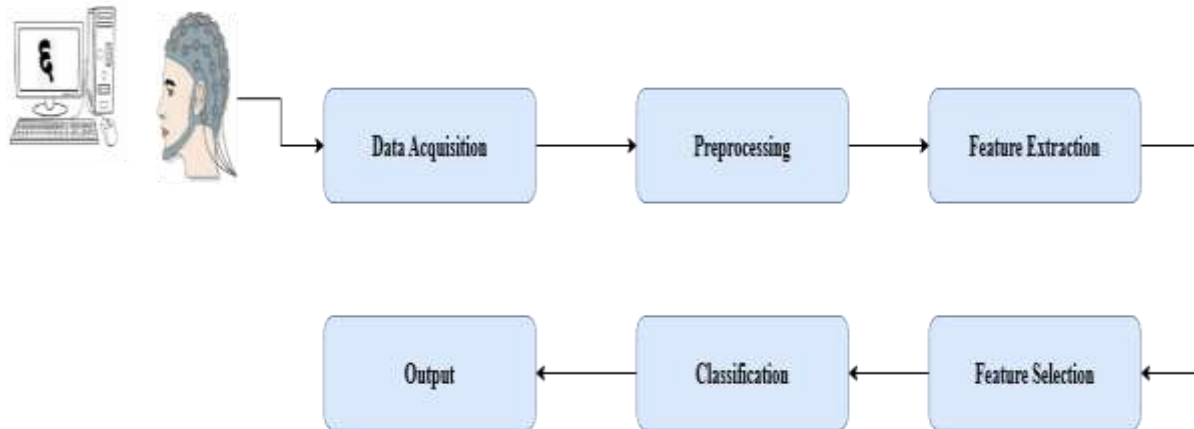 Data Acquisition
Preprocessing
Feature Extraction
Feature Selection
Classification
Output